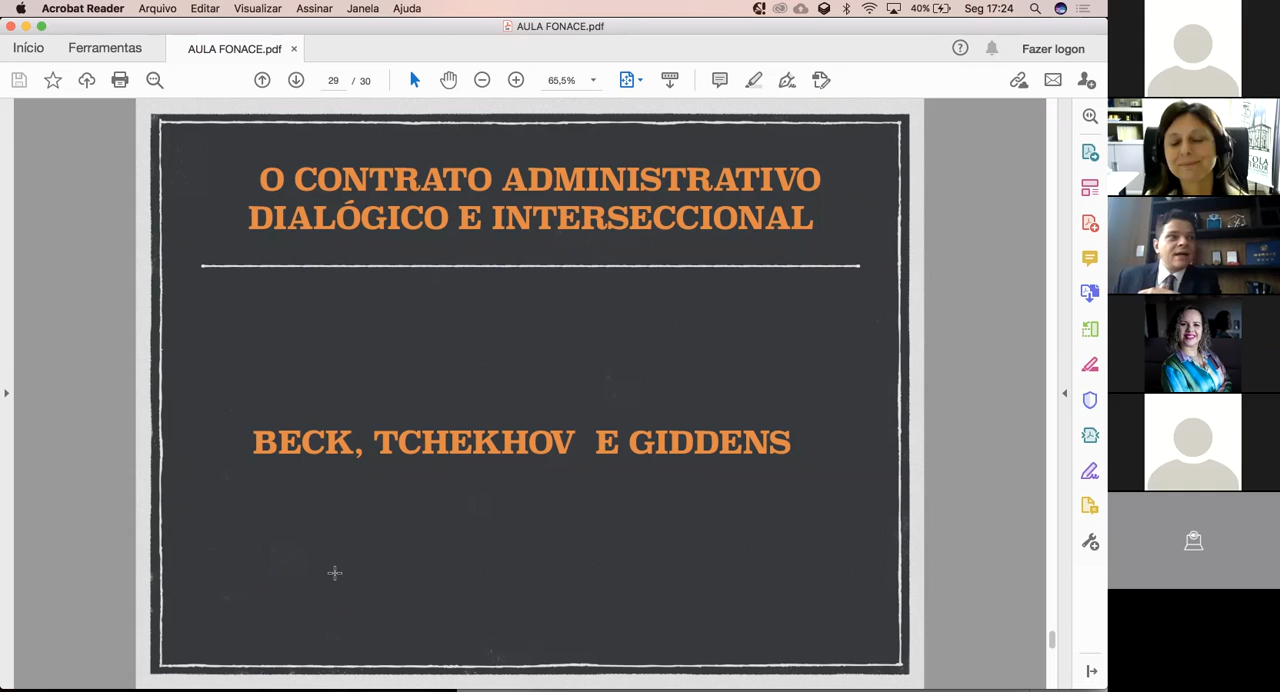 Acrobat Reader Arquivo Editar Visualizar Assinar Janela Ajuda 40% Seg 17:24
AULA FONACE.pdf
Início Ferramentas AULA FONACE.pdf × Fazer logon
29 / 30 65,5%
O CONTRATO ADMINISTRATIVO
DIALÓGICO E INTERSECCIONAL
BECK, TCHEKHOV E GIDDENS